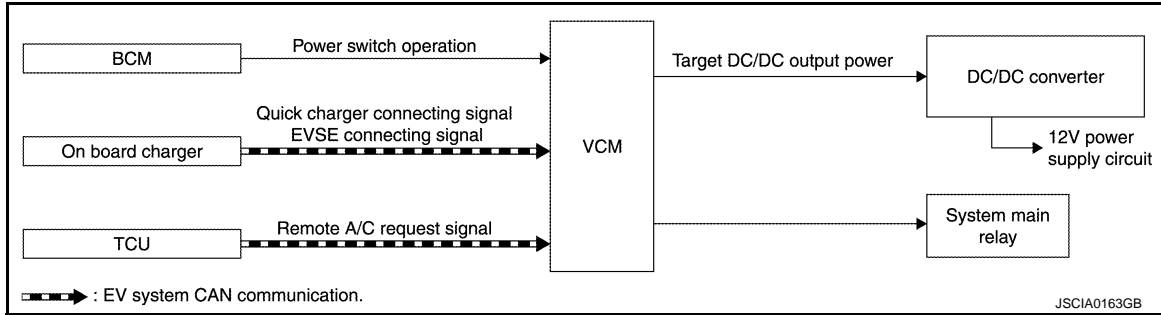 BCM
Power switch operation
On board charger
Quick charger connecting signal
EVSE connecting signal
TCU
Remote A/C request signal
VCM
Target DC/DC output power
DC/DC converter
12V power
supply circuit
System main
relay
: EV system CAN communication.
JSCIA0163GB